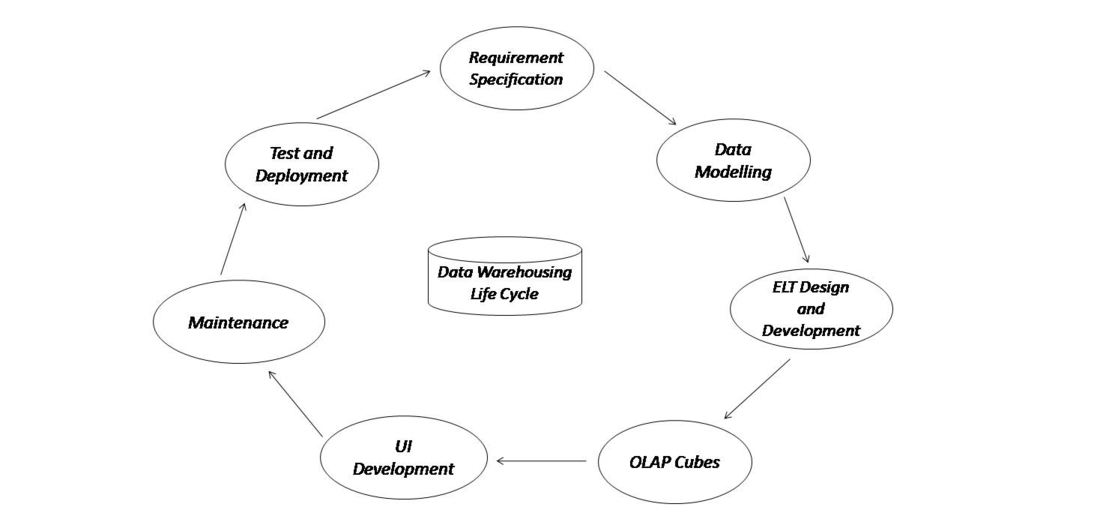 Requirement
Specification
Data
Modelling
ELT Design
and
Development
OLAP Cubes
UI
Development
Maintenance
Test and
Deployment
Data Warehousing
Life Cycle